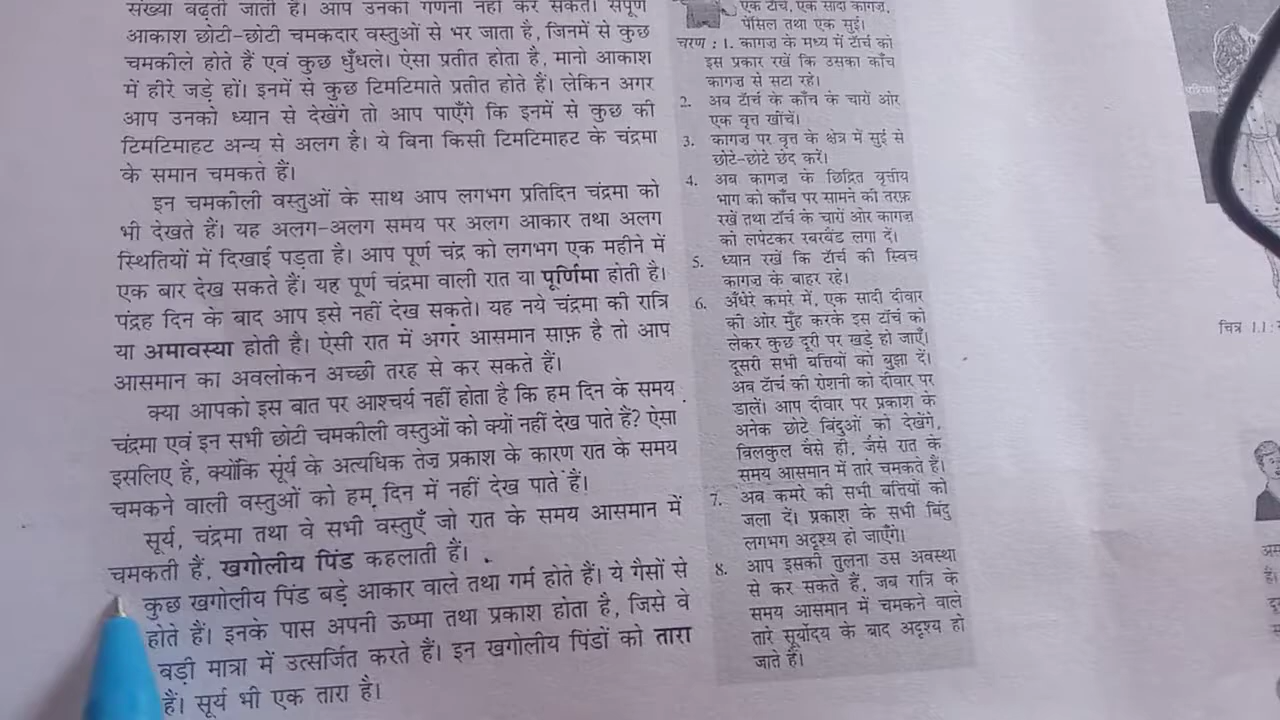 संख्या बढ़ती जाती है। आप उनकी गणना नहीं कर सकते। संपूर्ण
आकाश छोटी-छोटी चमकदार वस्तुओं से भर जाता है, जिनमें से कुछ
चमकीले होते हैं एवं कुछ धुँधले। ऐसा प्रतीत होता है, मानो आकाश
में हीरे जड़े हों। इनमें से कुछ टिमटिमाते प्रतीत होते हैं। लेकिन अगर
आप उनको ध्यान से देखेंगे तो आप पाएँगे कि इनमें से कुछ की
टिमटिमाहट अन्य से अलग है। ये बिना किसी टिमटिमाहट के चंद्रमा
के समान चमकते हैं।
इन चमकीली वस्तुओं के साथ आप लगभग प्रतिदिन चंद्रमा को
भी देखते हैं। यह अलग-अलग समय पर अलग आकार तथा अलग
स्थितियों में दिखाई पड़ता है। आप पूर्ण चंद्र को लगभग एक महीने में
एक बार देख सकते हैं। यह पूर्ण चंद्रमा वाली रात या पूर्णिमा होती है।
पंद्रह दिन के बाद आप इसे नहीं देख सकते। यह नये चंद्रमा की रात्रि
या अमावस्या होती है। ऐसी रात में अगर आसमान साफ़ है तो आप
आसमान का अवलोकन अच्छी तरह से कर सकते हैं।
क्या आपको इस बात पर आश्चर्य नहीं होता है कि हम दिन के समय
चंद्रमा एवं इन सभी छोटी चमकीली वस्तुओं को क्यों नहीं देख पाते हैं? ऐसा
इसलिए है, क्योंकि सूर्य के अत्यधिक तेज़ प्रकाश के कारण रात के समय
चमकने वाली वस्तुओं को हम दिन में नहीं देख पाते हैं।
सूर्य, चंद्रमा तथा वे सभी वस्तुएँ जो रात के समय आसमान में
चमकती हैं, खगोलीय पिंड कहलाती हैं।
कुछ खगोलीय पिंड बड़े आकार वाले तथा गर्म होते हैं। ये गैसों से
होते हैं। इनके पास अपनी ऊष्मा तथा प्रकाश होता है, जिसे वे
बड़ी मात्रा में उत्सर्जित करते हैं। इन खगोलीय पिंडों को तारा
हैं। सूर्य भी एक तारा है।
एक टॉर्च, एक सादा कागज़,
पेंसिल तथा एक सुई।
चरण : 1. कागज़ के मध्य में टॉर्च को
इस प्रकार रखें कि उसका काँच
कागज़ से सटा रहे।
2. अब टॉर्च के काँच के चारों ओर
एक वृत्त खींचें।
3. कागज़ पर वृत्त के क्षेत्र में सुई से
छोटे-छोटे छेद करें।
4. अब कागज़ के छिद्रित वृत्तीय
भाग को काँच पर सामने की तरफ़
रखें तथा टॉर्च के चारों ओर कागज़
को लपेटकर रबरबैंड लगा दें।
5. ध्यान रखें कि टॉर्च की स्विच
कागज़ के बाहर रहे।
6. अँधेरे कमरे में, एक सादी दीवार
की ओर मुँह करके इस टॉर्च को
लेकर कुछ दूरी पर खड़े हो जाएँ।
दूसरी सभी बत्तियों को बुझा दें।
अब टॉर्च की रोशनी को दीवार पर
डालें। आप दीवार पर प्रकाश के
अनेक छोटे बिंदुओं को देखेंगे,
बिलकुल वैसे ही, जैसे रात के
समय आसमान में तारे चमकते हैं।
7. अब कमरे की सभी बत्तियों को
जला दें। प्रकाश के सभी बिंदु
लगभग अदृश्य हो जाएँगे।
8. आप इसकी तुलना उस अवस्था
से कर सकते हैं, जब रात्रि के
समय आसमान में चमकने वाले
तारे सूर्योदय के बाद अदृश्य हो
जाते हैं।
पश्चिम
चित्र 1.1 :